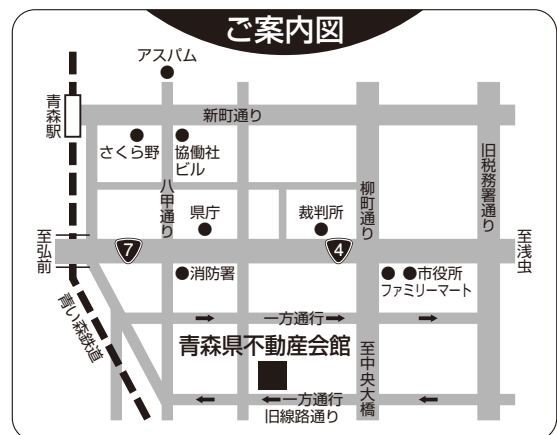 ご案内図
アスパム
青森駅
新町通り
さくら野
協働社
ビル
八甲通り
柳町通り
旧税務署通り
県庁
裁判所
至弘前
7
4
至浅虫
消防署
市役所
ファミリーマート
青い森鉄道
一方通行
青森県不動産会館
至中央大橋
一方通行
旧線路通り